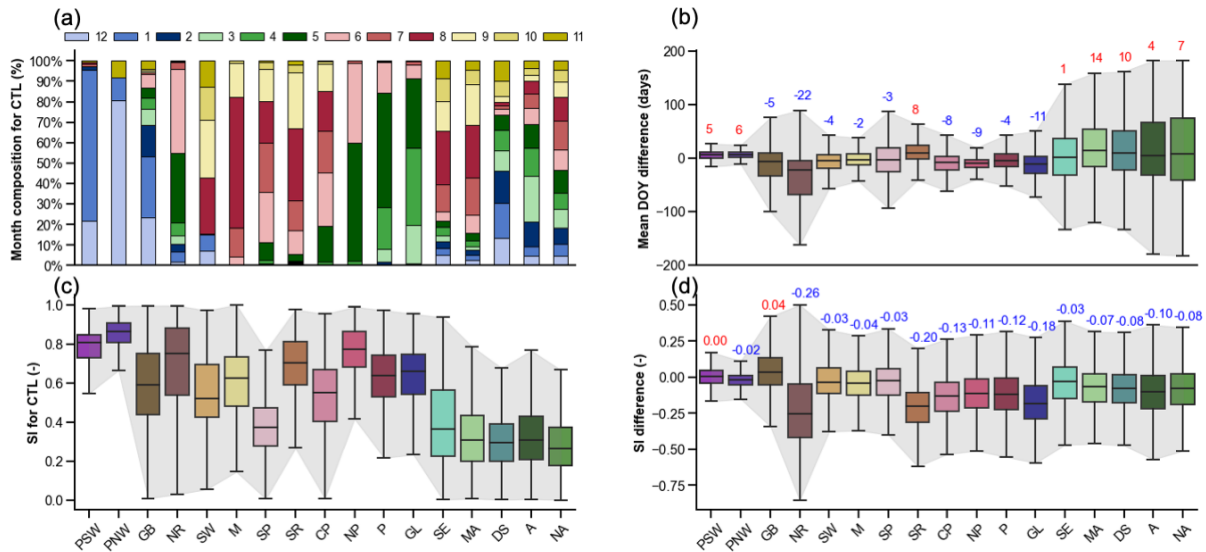 (a)
12 1 2 3 4 5 6 7 8 9 10 11
Month composition for CTL (%)
100%
90%
80%
70%
60%
50%
40%
30%
20%
10%
0%
(b)
Mean DOY difference (days)
200
100
0
−100
−200
5 6 -5 -22 -4 -2 -3 8 -8 -9 -4 -11 1 14 10 4 7
(c)
SI for CTL (-)
1.0
0.8
0.6
0.4
0.2
0.0
PSW PNW GB NR SW M SP SR CP NP P GL SE MA DS A NA
(d)
SI difference (-)
0.50
0.25
0.00
−0.25
−0.50
−0.75
0.00 -0.02 0.04 -0.26 -0.03 -0.04 -0.03 -0.20 -0.13 -0.11 -0.12 -0.18 -0.03 -0.07 -0.08 -0.10 -0.08
PSW PNW GB NR SW M SP SR CP NP P GL SE MA DS A NA